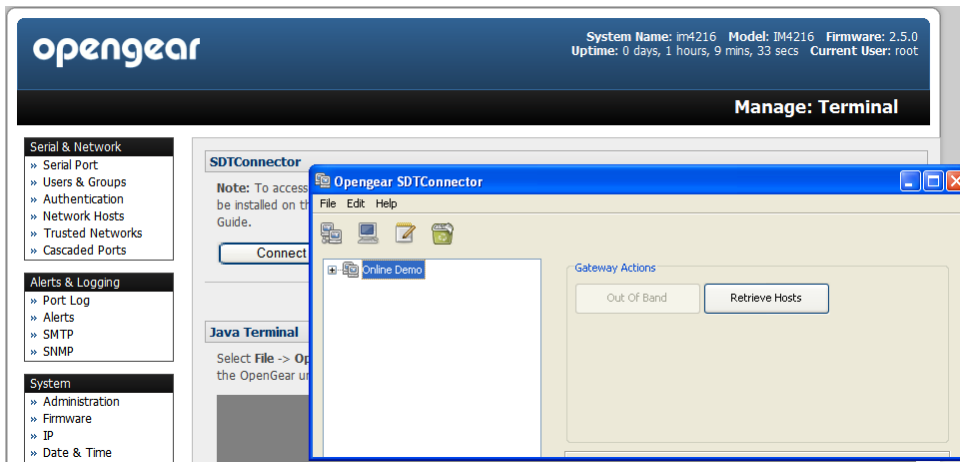 opengear
System Name: im4216 Model: IM4216 Firmware: 2.5.0
Uptime: 0 days, 1 hours, 9 mins, 33 secs Current User: root
Manage: Terminal
Serial & Network
» Serial Port
» Users & Groups
» Authentication
» Network Hosts
» Trusted Networks
» Cascaded Ports
Alerts & Logging
» Port Log
» Alerts
» SMTP
» SNMP
System
» Administration
» Firmware
» IP
» Date & Time
SDTConnector
Note: To access
be installed on th
Guide.
Connect
Java Terminal
Select File -> Op
the OpenGear un
Opengear SDTConnector
File Edit Help
Online Demo
Gateway Actions
Out Of Band
Retrieve Hosts